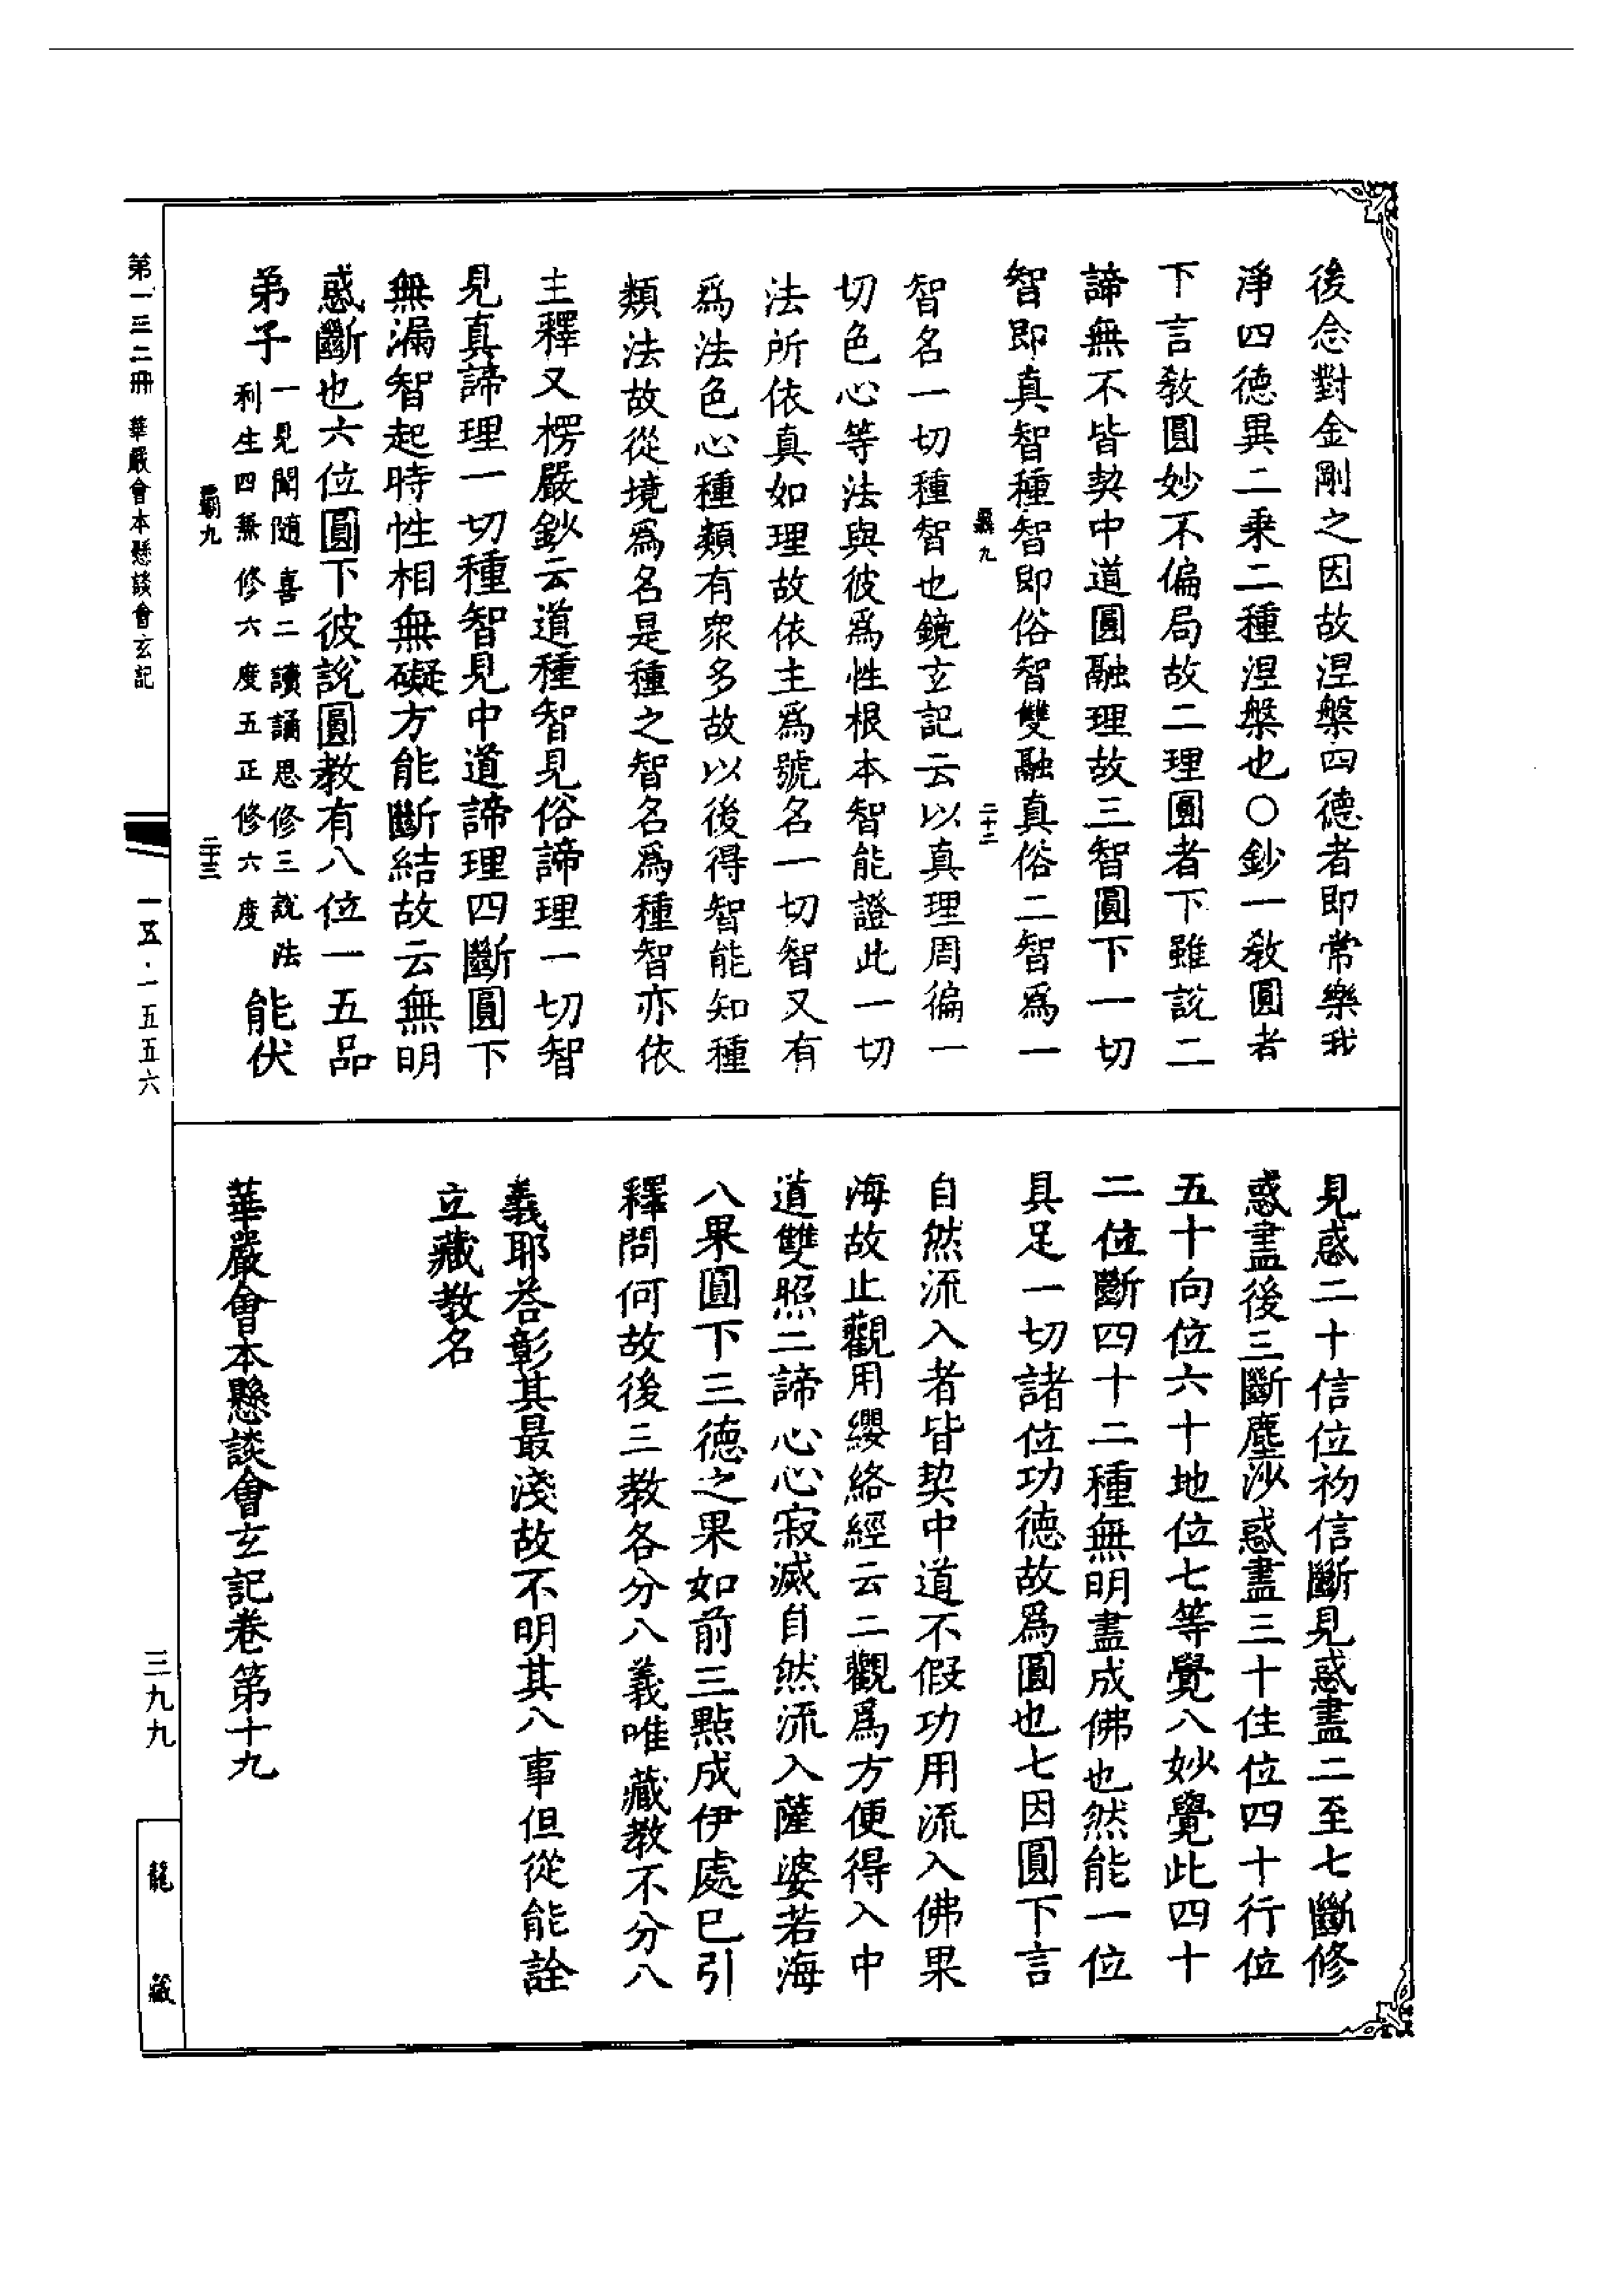 後念對金剛之因故涅槃四德者即常樂我
淨四德異二乘二種涅槃也○鈔一教圓者
下言教圓妙不偏局故二理圓者下雖說二
諦無不皆契中道圓融理故三智圓下一切
智即真智種智即俗智雙融真俗二智爲一
霸九
二十二
智名一切種智也鏡玄記云以真理周徧一
切色心等法與彼爲性根本智能證此一切
法所依真如理故依主爲號名一切智又有
爲法色心種類有衆多故以後得智能知種
類法故從境爲名是種之智名爲種智亦依
主釋又楞嚴鈔云道種智見俗諦理一切智
見真諦理一切種智見中道諦理四斷圓下
無漏智起時性相無礙方能斷結故云無明
惑斷也六位圓下彼說圓教有八位一五品
弟子
一見聞隨喜二讀誦思修三說法
利生四兼修六度五正修六度
能伏
霸九
二十三
見惑二十信位初信斷見惑盡二至七斷修
惑盡後三斷塵沙惑盡三十住位四十行位
五十向位六十地位七等覺八妙覺此四十
二位斷四十二種無明盡成佛也然能一位
具足一切諸位功德故爲圓也七因圓下言
自然流入者皆契中道不假功用流入佛果
海故止觀用纓絡經云二觀爲方便得入中
道雙照二諦心心寂滅自然流入薩婆若海
八果圓下三德之果如前三點成伊處已引
釋問何故後三教各分八義唯藏教不分八
義耶荅彰其最淺故不明其八事但從能詮
立藏教名
華嚴會本懸談會玄記卷第十九
第一三二冊 華嚴會本懸談會玄記
一五·一五五六
三九九
龍藏